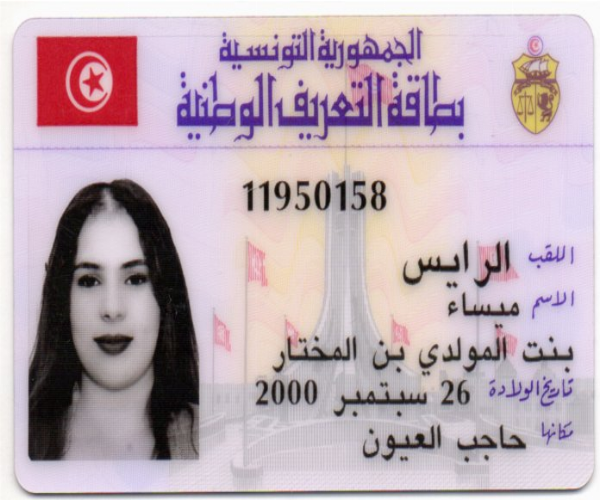 الجمهورية التونسية
بطاقة التعريف الوطنية
11950158
اللقب الرايس
الاسم ميساء
بنت المولدي بن المختار
تاريخ الولادة 26 سبتمبر 2000
مكانها حاجب العيون